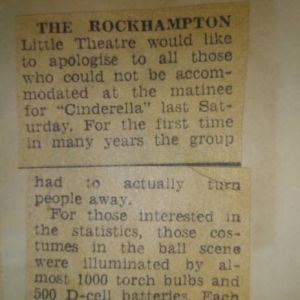 THE ROCKHAMPTON
Little Theatre would like
to apologise to all those
who could not be accom-
modated at the matinee
for "Cinderella" last Sat-
urday. For the first time
in many years the group
had to actually turn
people away.
For those interested in
the statistics, those cos-
tumes in the ball scene
were illuminated by al-
most 1000 torch bulbs and
500 D-cell batteries. Each